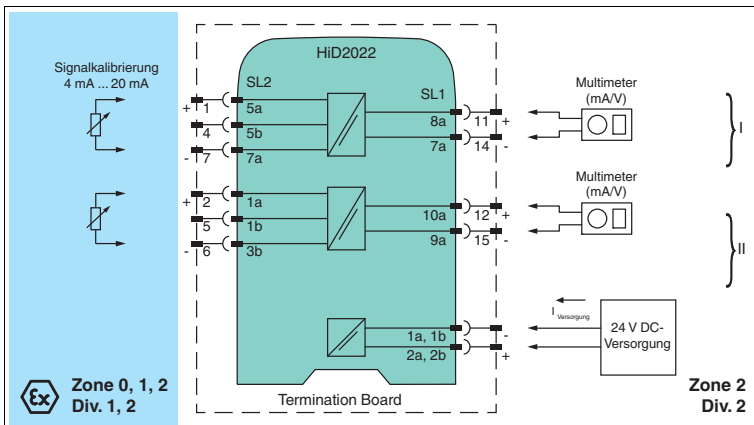 HiD2022
Signalkalibrierung
4 mA ... 20 mA
SL2
SL1
Multimeter
(mA/V)
+ 1
5a
4
5b
- 7
7a
8a
11 +
7a
14 -
I
Multimeter
(mA/V)
+ 2
1a
5
1b
- 6
3b
10a
12 +
9a
15 -
II
I Versorgung
24 V DC-
Versorgung
1a, 1b -
2a, 2b +
Ex
Zone 0, 1, 2
Div. 1, 2
Termination Board
Zone 2
Div. 2